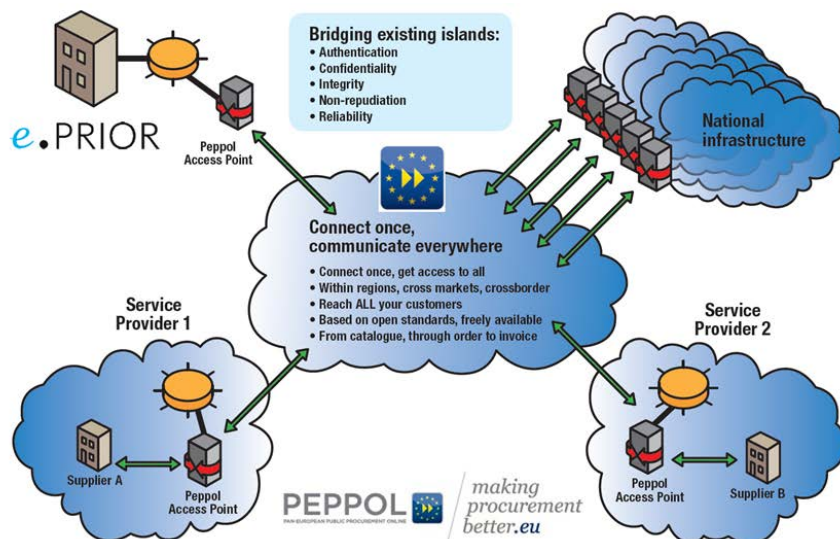 Bridging existing islands:
• Authentication
• Confidentiality
• Integrity
• Non-repudiation
• Reliability
e.PRIOR
Peppol
Access Point
National
infrastructure
Connect once,
communicate everywhere
• Connect once, get access to all
• Within regions, cross markets, crossborder
• Reach ALL your customers
• Based on open standards, freely available
• From catalogue, through order to invoice
Service
Provider 1
Supplier A
Peppol
Access Point
Service
Provider 2
Peppol
Access Point
Supplier B
PEPPOL
PAN-EUROPEAN PUBLIC PROCUREMENT ONLINE
making
procurement
better.eu